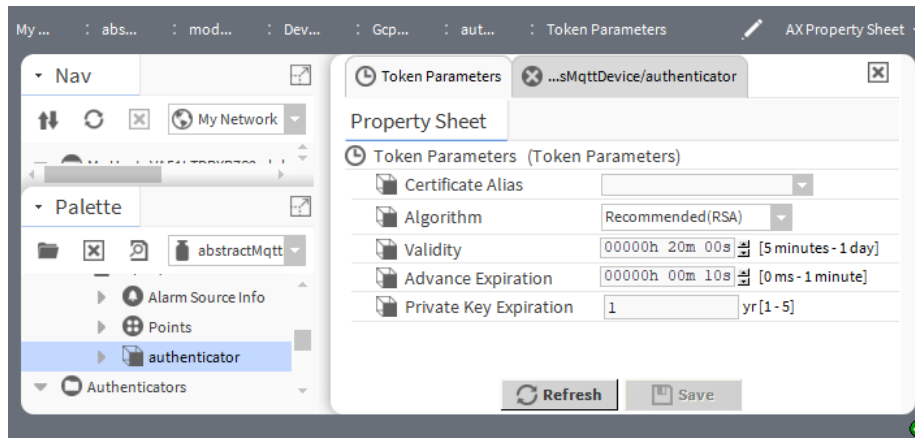 My ... : abs... : mod... : Dev... : Gcp... : aut... : Token Parameters AX Property Sheet
Nav
My Network
Palette
abstractMqtt
Alarm Source Info
Points
authenticator
Authenticators
Token Parameters ...sMqttDevice/authenticator
Property Sheet
Token Parameters (Token Parameters)
Certificate Alias
Algorithm Recommended(RSA)
Validity 00000h 20m 00s [5 minutes - 1 day]
Advance Expiration 00000h 00m 10s [0 ms - 1 minute]
Private Key Expiration 1 yr [1 - 5]
Refresh Save